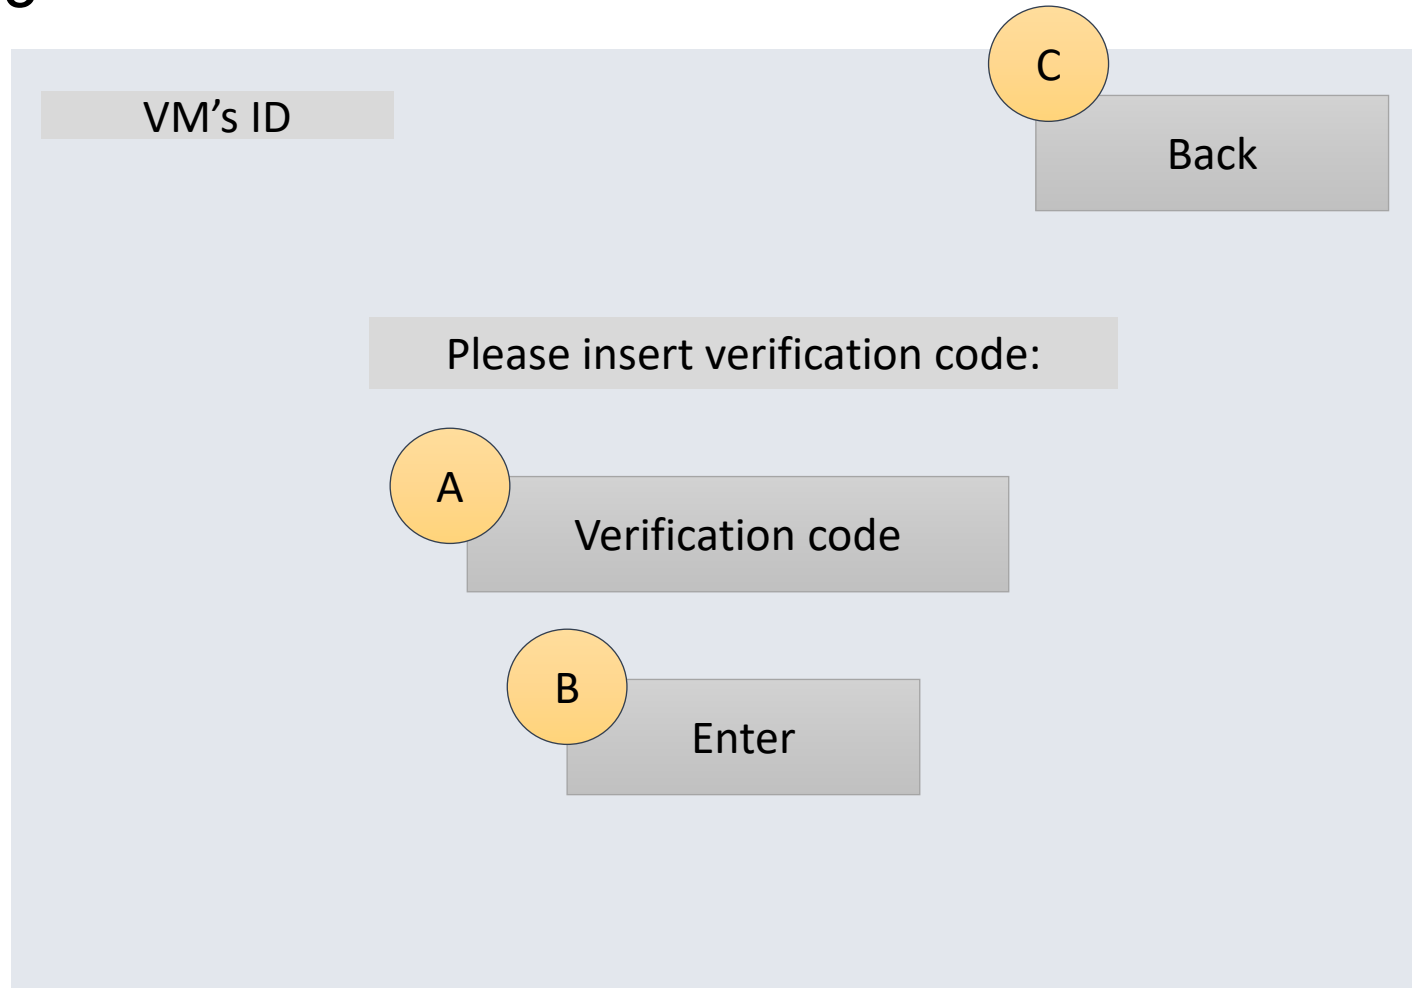 C
VM's ID
Back
Please insert verification code:
A
Verification code
B
Enter